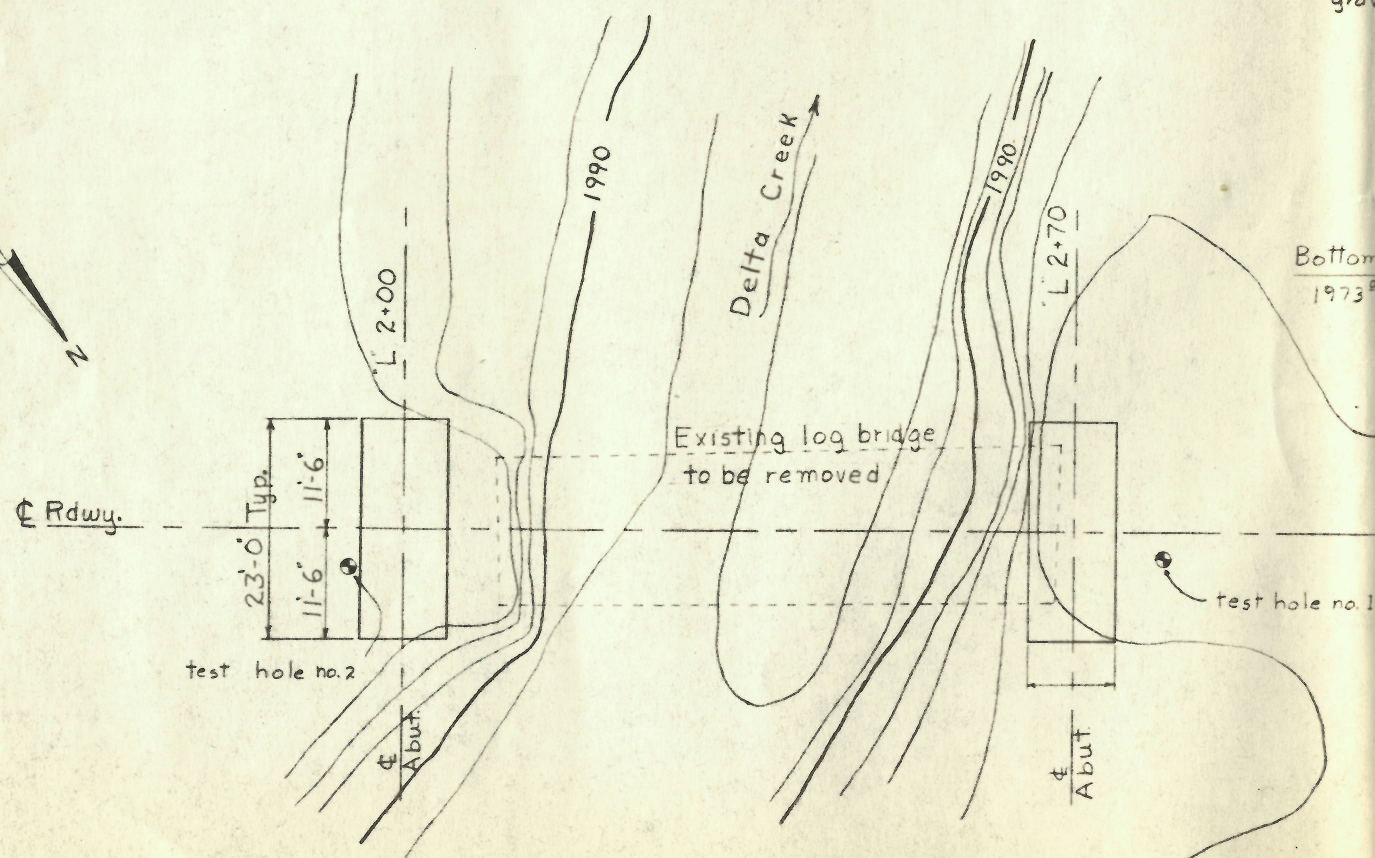 1990
1990
Delta Creek
"L" 2+00
"L" 2+70
Bottom
N
Existing log bridge
to be removed
℄ Rdwy.
23'-0" Typ.
11'-6"
11'-6"
test hole no. 1
test hole no. 2
℄ Abut.
℄ Abut.